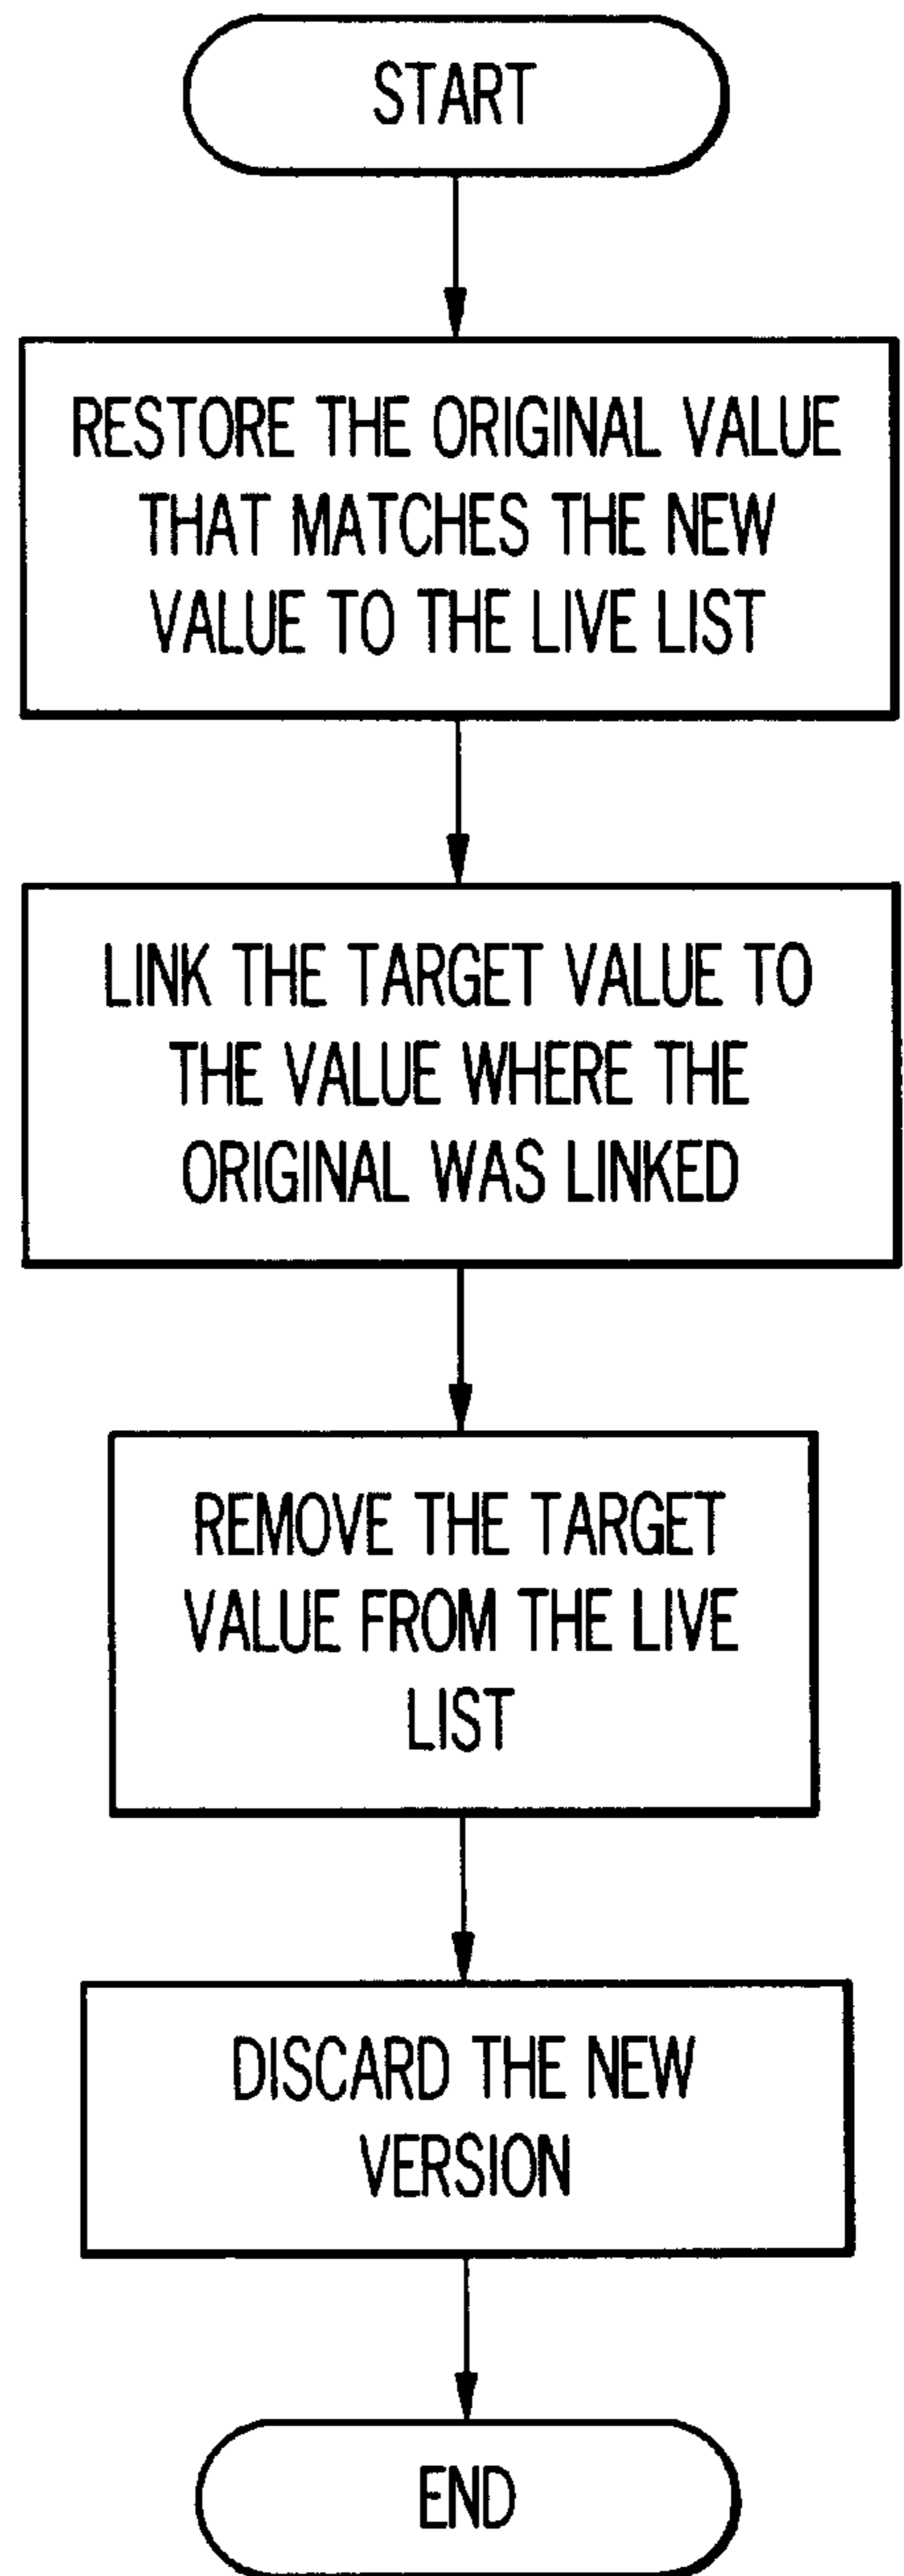 START
RESTORE THE ORIGINAL VALUE
THAT MATCHES THE NEW
VALUE TO THE LIVE LIST
LINK THE TARGET VALUE TO
THE VALUE WHERE THE
ORIGINAL WAS LINKED
REMOVE THE TARGET
VALUE FROM THE LIVE
LIST
DISCARD THE NEW
VERSION
END